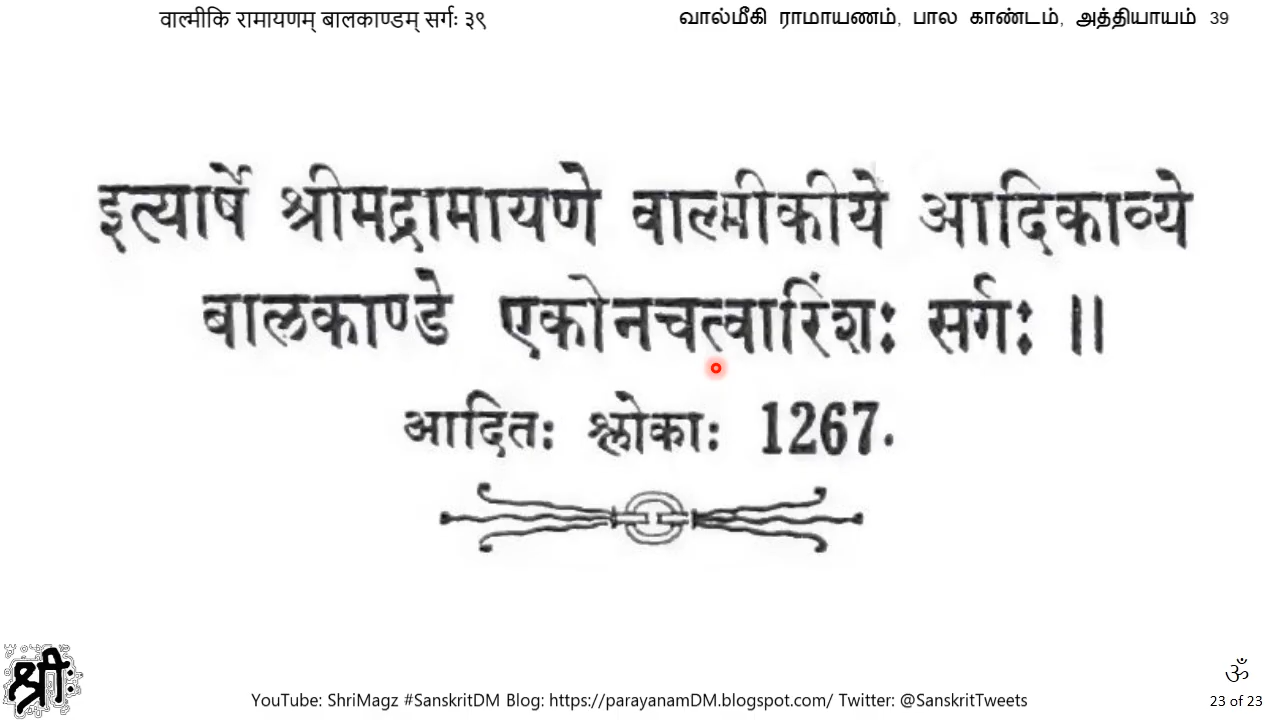 वाल्मीकि रामायणम् बालकाण्डम् सर्गः ३९
வால்மீகி ராமாயணம், பால காண்டம், அத்தியாயம் 39
इत्यार्षे श्रीमद्रामायणे वाल्मीकीये आदिकाव्ये
बालकाण्डे एकोनचत्वारिंशः सर्गः ||
आदितः श्लोकाः 1267.
श्रीः
ॐ
YouTube: ShriMagz #SanskritDM Blog: https://parayanamDM.blogspot.com/ Twitter: @SanskritTweets
23 of 23